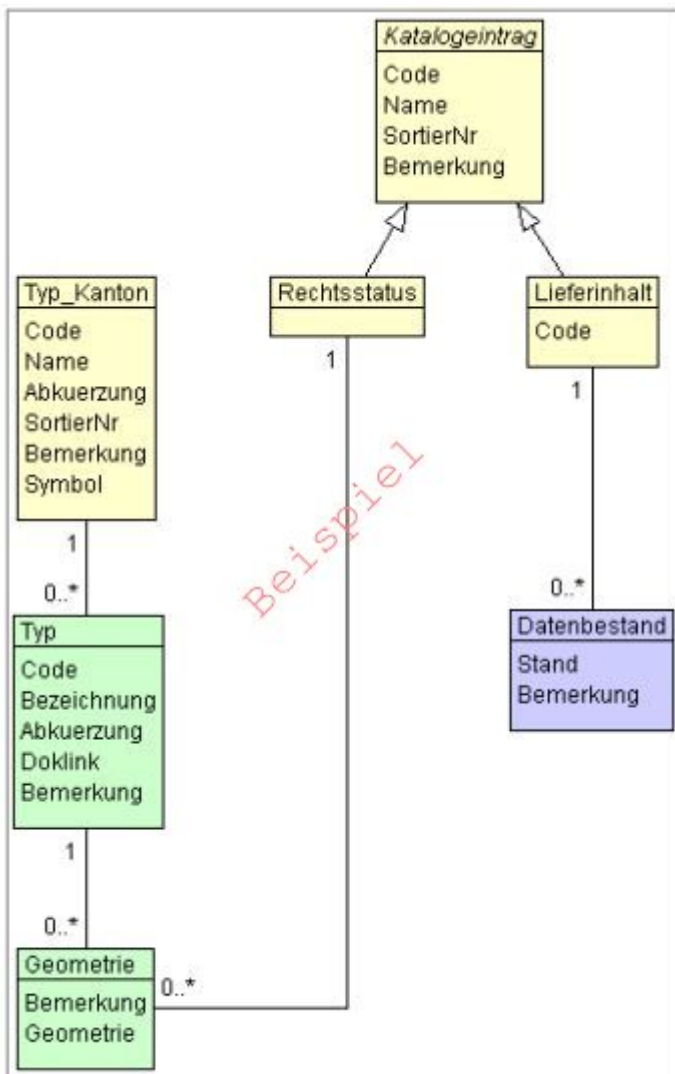 Katalogeintrag
Code
Name
SortierNr
Bemerkung
Typ_Kanton
Code
Name
Abkuerzung
SortierNr
Bemerkung
Symbol
Rechtsstatus
Lieferinhalt
Code
1
1
Beispiel
1
0..*
0..*
Typ
Code
Bezeichnung
Abkuerzung
Doklink
Bemerkung
Datenbestand
Stand
Bemerkung
1
0..*
Geometrie
Bemerkung
Geometrie
0..*